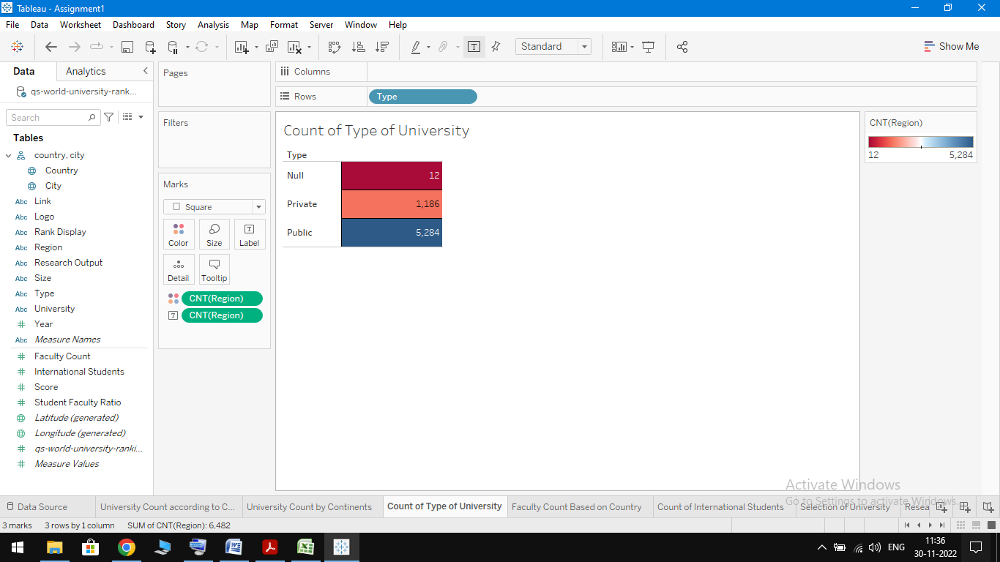 Tableau - Assignment1
File Data Worksheet Dashboard Story Analysis Map Format Server Window Help
Standard
Show Me
Data Analytics
qs-world-university-rank...
Search
Tables
country, city
Country
City
Abc Link
Abc Logo
Abc Rank Display
Abc Region
Abc Research Output
Abc Size
Abc Type
Abc University
# Year
Abc Measure Names
# Faculty Count
# International Students
# Score
# Student Faculty Ratio
Latitude (generated)
Longitude (generated)
# qs-world-university-ranki...
# Measure Values
Pages
Filters
Marks
Square
Color Size Label
Detail Tooltip
CNT(Region)
T CNT(Region)
Columns
Rows Type
Count of Type of University
Type
Null 12
Private 1,186
Public 5,284
CNT(Region)
12 5,284
Activate Windows
Go to Settings to activate Windows.
Data Source University Count according to C... University Count by Continents Count of Type of University Faculty Count Based on Country Count of International Students Selection of University Resea
3 marks 3 rows by 1 column SUM of CNT(Region): 6,482
ENG
11:36
30-11-2022